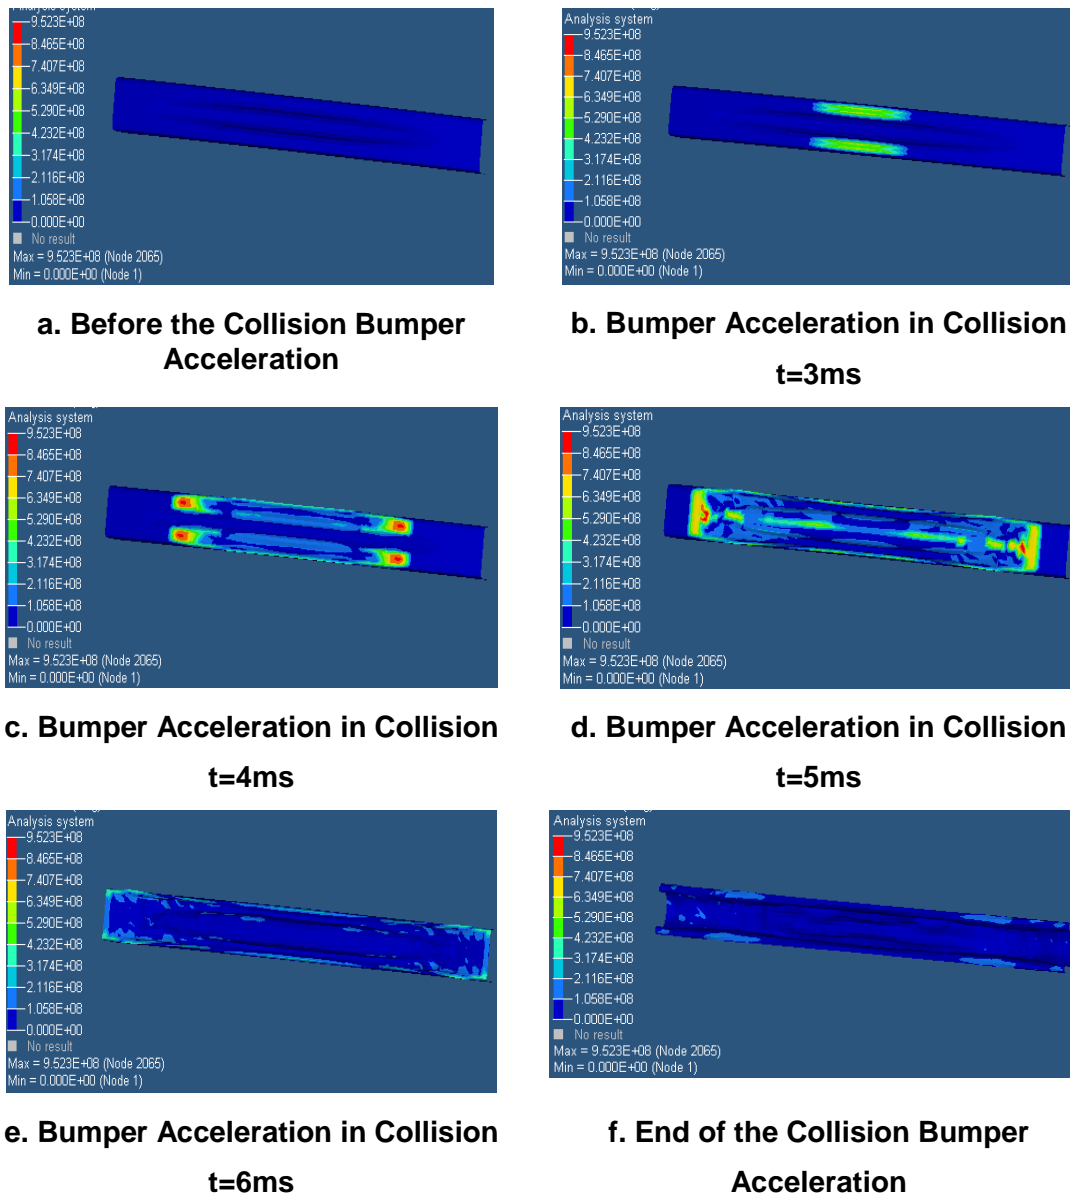 Analysis system
9.523E+08
8.465E+08
7.407E+08
6.349E+08
5.290E+08
4.232E+08
3.174E+08
2.116E+08
1.058E+08
0.000E+00
No result
Max = 9.523E+08 (Node 2065)
Min = 0.000E+00 (Node 1)
a. Before the Collision Bumper
Acceleration
Analysis system
9.523E+08
8.465E+08
7.407E+08
6.349E+08
5.290E+08
4.232E+08
3.174E+08
2.116E+08
1.058E+08
0.000E+00
No result
Max = 9.523E+08 (Node 2065)
Min = 0.000E+00 (Node 1)
b. Bumper Acceleration in Collision
t=3ms
Analysis system
9.523E+08
8.465E+08
7.407E+08
6.349E+08
5.290E+08
4.232E+08
3.174E+08
2.116E+08
1.058E+08
0.000E+00
No result
Max = 9.523E+08 (Node 2065)
Min = 0.000E+00 (Node 1)
c. Bumper Acceleration in Collision
t=4ms
Analysis system
9.523E+08
8.465E+08
7.407E+08
6.349E+08
5.290E+08
4.232E+08
3.174E+08
2.116E+08
1.058E+08
0.000E+00
No result
Max = 9.523E+08 (Node 2065)
Min = 0.000E+00 (Node 1)
d. Bumper Acceleration in Collision
t=5ms
Analysis system
9.523E+08
8.465E+08
7.407E+08
6.349E+08
5.290E+08
4.232E+08
3.174E+08
2.116E+08
1.058E+08
0.000E+00
No result
Max = 9.523E+08 (Node 2065)
Min = 0.000E+00 (Node 1)
e. Bumper Acceleration in Collision
t=6ms
Analysis system
9.523E+08
8.465E+08
7.407E+08
6.349E+08
5.290E+08
4.232E+08
3.174E+08
2.116E+08
1.058E+08
0.000E+00
No result
Max = 9.523E+08 (Node 2065)
Min = 0.000E+00 (Node 1)
f. End of the Collision Bumper
Acceleration